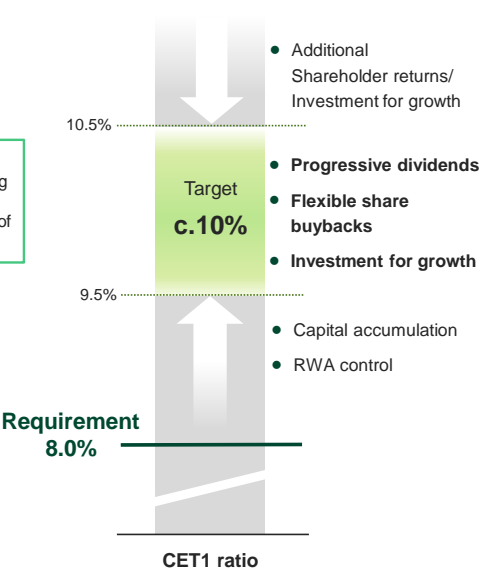 ● Additional
Shareholder returns/
Investment for growth
10.5%
g
of
Target
c.10%
● Progressive dividends
● Flexible share
buybacks
● Investment for growth
9.5%
● Capital accumulation
● RWA control
Requirement
8.0%
CET1 ratio